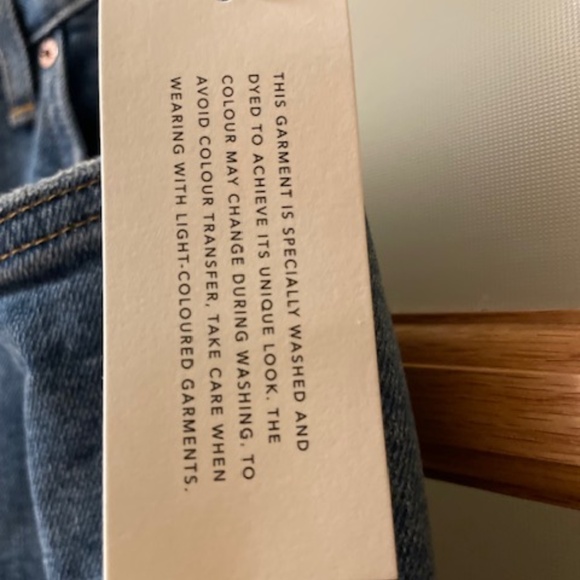 THIS GARMENT IS SPECIALLY WASHED AND
DYED TO ACHIEVE ITS UNIQUE LOOK. THE
COLOUR MAY CHANGE DURING WASHING. TO
AVOID COLOUR TRANSFER, TAKE CARE WHEN
WEARING WITH LIGHT-COLOURED GARMENTS.